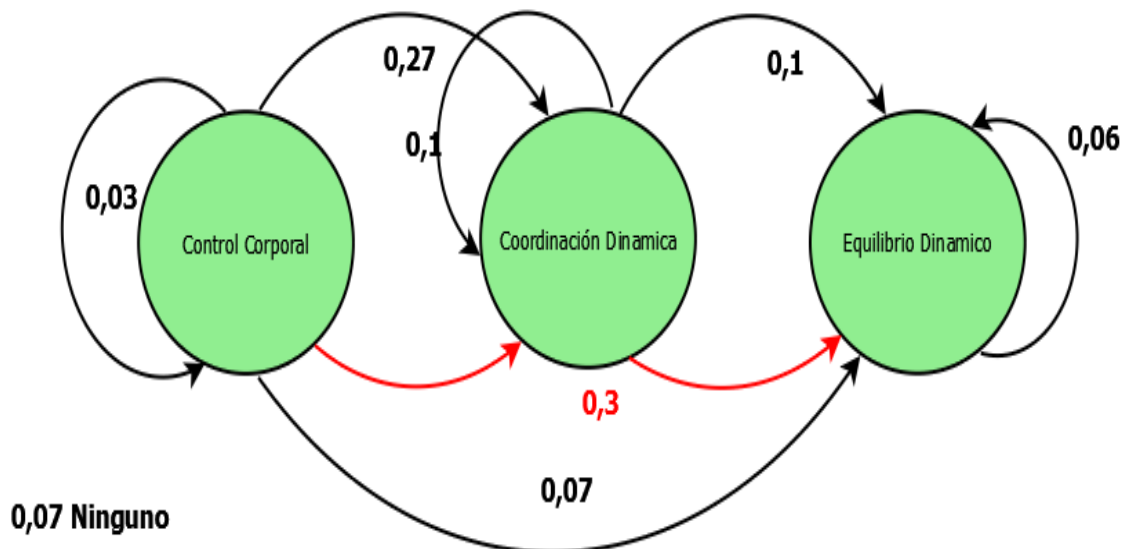 0,27
0,1
0,1
0,06
0,03
Control Corporal
Coordinación Dinamica
Equilibrio Dinamico
0,3
0,07
0,07 Ninguno